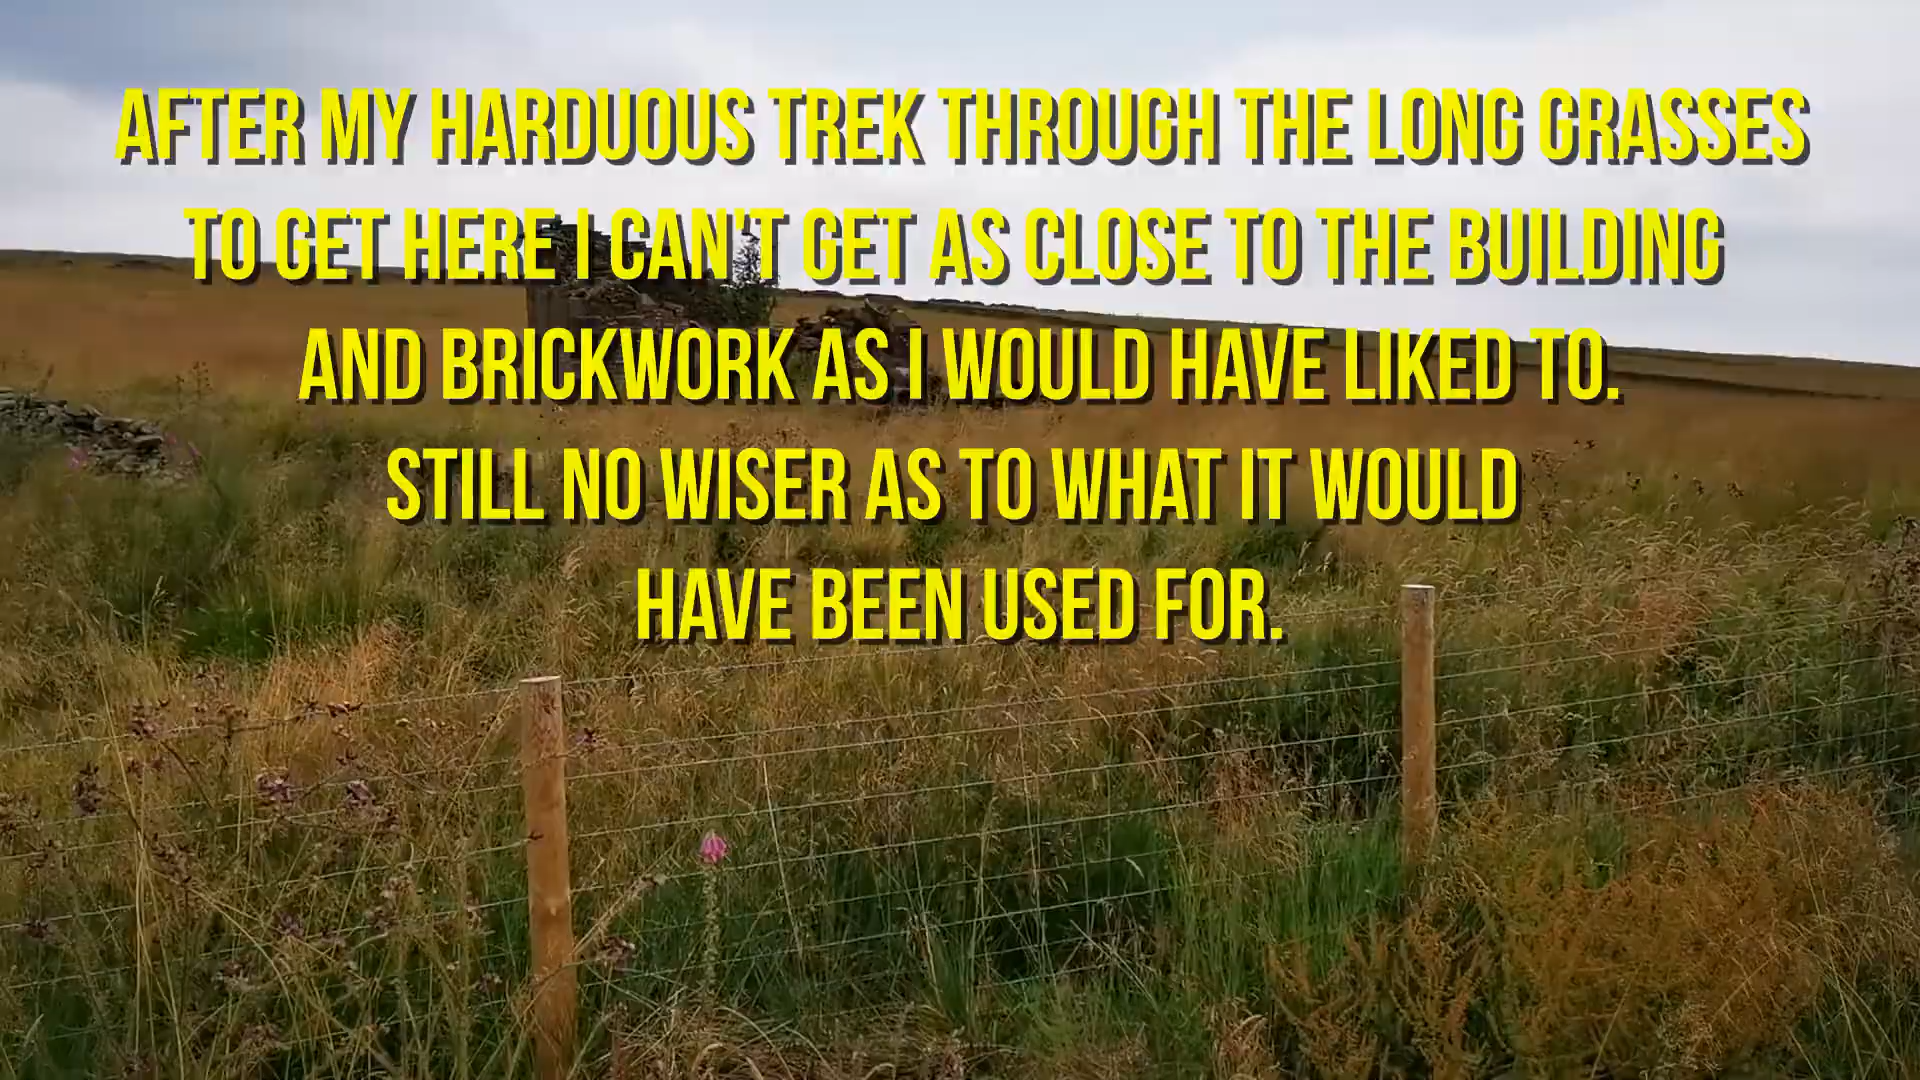 AFTER MY HARDUOUS TREK THROUGH THE LONG GRASSES
TO GET HERE I CAN'T GET AS CLOSE TO THE BUILDING
AND BRICKWORK AS I WOULD HAVE LIKED TO.
STILL NO WISER AS TO WHAT IT WOULD
HAVE BEEN USED FOR.